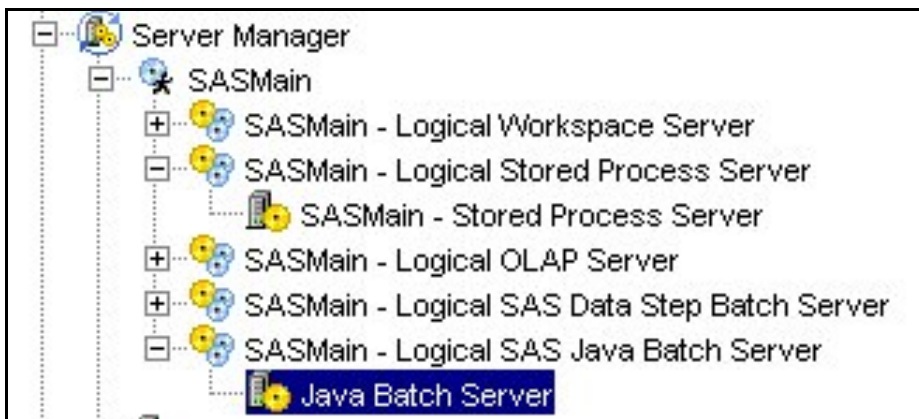 Server Manager
SASMain
SASMain - Logical Workspace Server
SASMain - Logical Stored Process Server
SASMain - Stored Process Server
SASMain - Logical OLAP Server
SASMain - Logical SAS Data Step Batch Server
SASMain - Logical SAS Java Batch Server
Java Batch Server